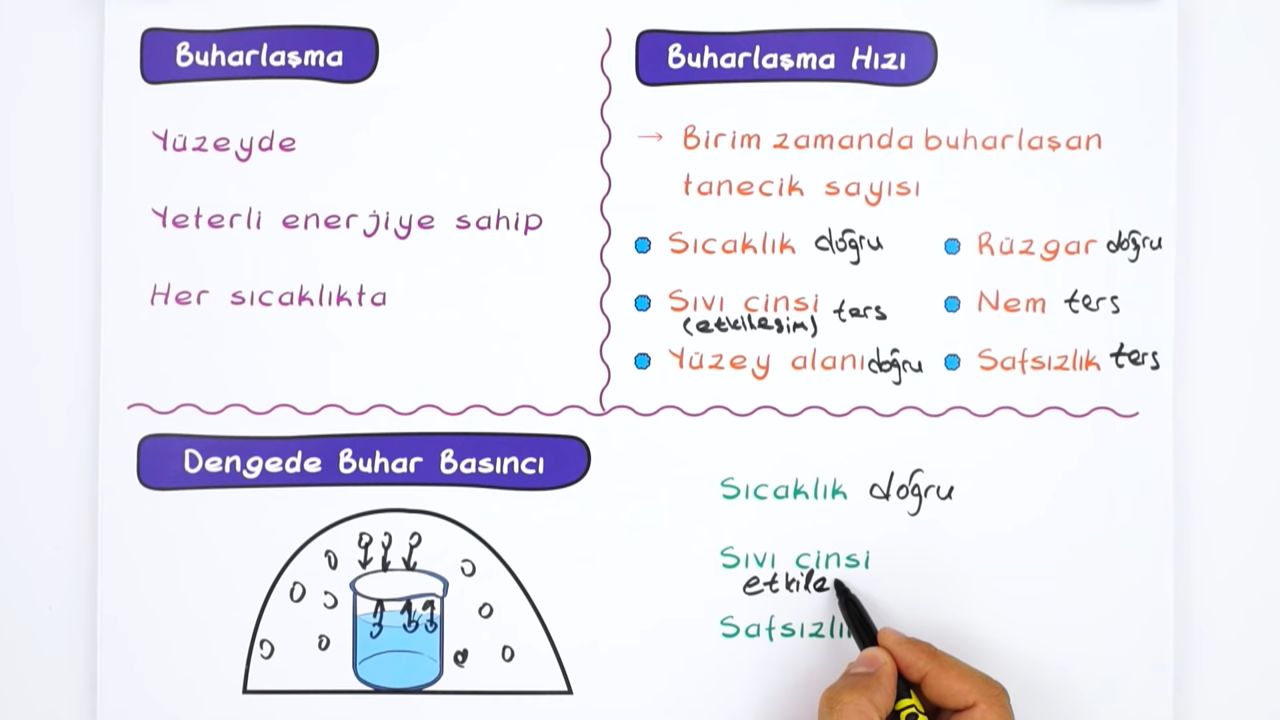 Buharlaşma
Yüzeyde
Yeterli enerjiye sahip
Her sıcaklıkta
Buharlaşma Hızı
→ Birim zamanda buharlaşan
tanecik sayısı
Sıcaklık doğru
Sıvı cinsi ters
(etkileşim)
Yüzey alanı doğru
Rüzgar doğru
Nem ters
Safsızlık ters
Dengede Buhar Basıncı
Sıcaklık doğru
Sıvı cinsi
etkile
Safsızlı